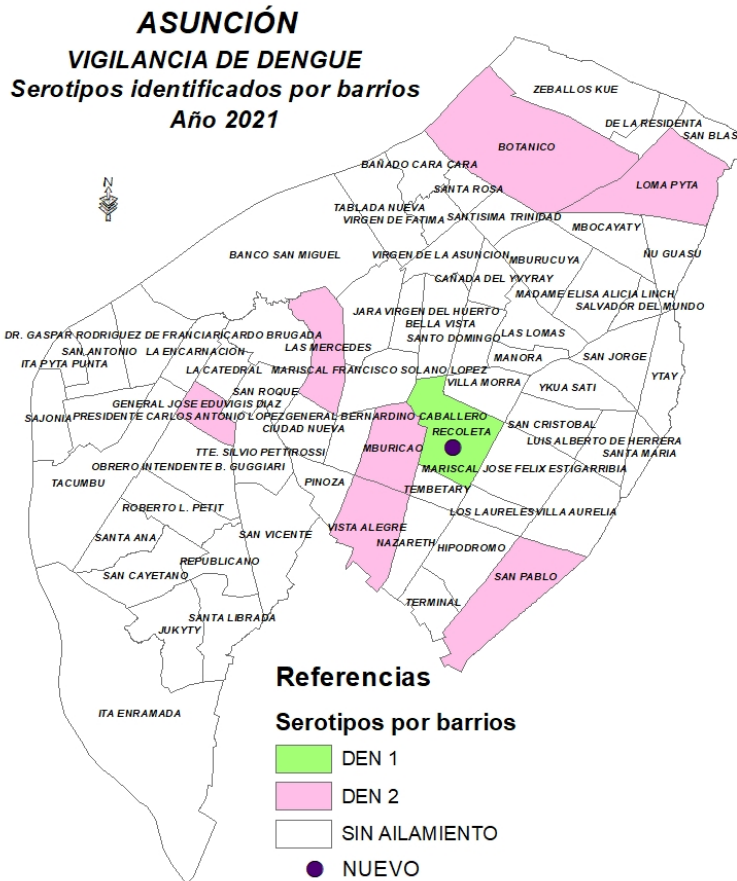 ASUNCIÓN
VIGILANCIA DE DENGUE
Serotipos identificados por barrios
Año 2021
N
ZEBALLOS KUE
DE LA RESIDENTA
SAN BLAS
BOTANICO
BAÑADO CARA CARA
SANTA ROSA
LOMA PYTA
TABLADA NUEVA
VIRGEN DE FATIMA
SANTISIMA TRINIDAD
MBOCAYATY
BANCO SAN MIGUEL
VIRGEN DE LA ASUNCION
MBURUCUYA
ÑU GUASU
CAÑADA DEL YVYRAY
MADAME ELISA ALICIA LINCH
SALVADOR DEL MUNDO
JARA
VIRGEN DEL HUERTO
BELLA VISTA
SANTO DOMINGO
LAS LOMAS
DR. GASPAR RODRIGUEZ DE FRANCIA
RICARDO BRUGADA
SAN ANTONIO
LA ENCARNACION
LAS MERCEDES
MANORA
SAN JORGE
ITA PYTA PUNTA
LA CATEDRAL
MARISCAL FRANCISCO SOLANO LOPEZ
VILLA MORRA
YKUA SATI
YTAY
SAN ROQUE
GENERAL JOSE EDUVIGIS DIAZ
SAJONIA
PRESIDENTE CARLOS ANTONIO LOPEZ
GENERAL BERNARDINO CABALLERO
CIUDAD NUEVA
RECOLETA
SAN CRISTOBAL
LUIS ALBERTO DE HERRERA
SANTA MARIA
TTE. SILVIO PETTIROSSI
MBURICAO
OBRERO INTENDENTE B. GUGGIARI
MARISCAL JOSE FELIX ESTIGARRIBIA
TACUMBU
PINOZA
TEMBETARY
ROBERTO L. PETIT
LOS LAURELES
VILLA AURELIA
SANTA ANA
SAN VICENTE
VISTA ALEGRE
NAZARETH
HIPODROMO
REPUBLICANO
SAN CAYETANO
SAN PABLO
TERMINAL
SANTA LIBRADA
JUKYTY
ITA ENRAMADA
Referencias
Serotipos por barrios
DEN 1
DEN 2
SIN AILAMIENTO
NUEVO